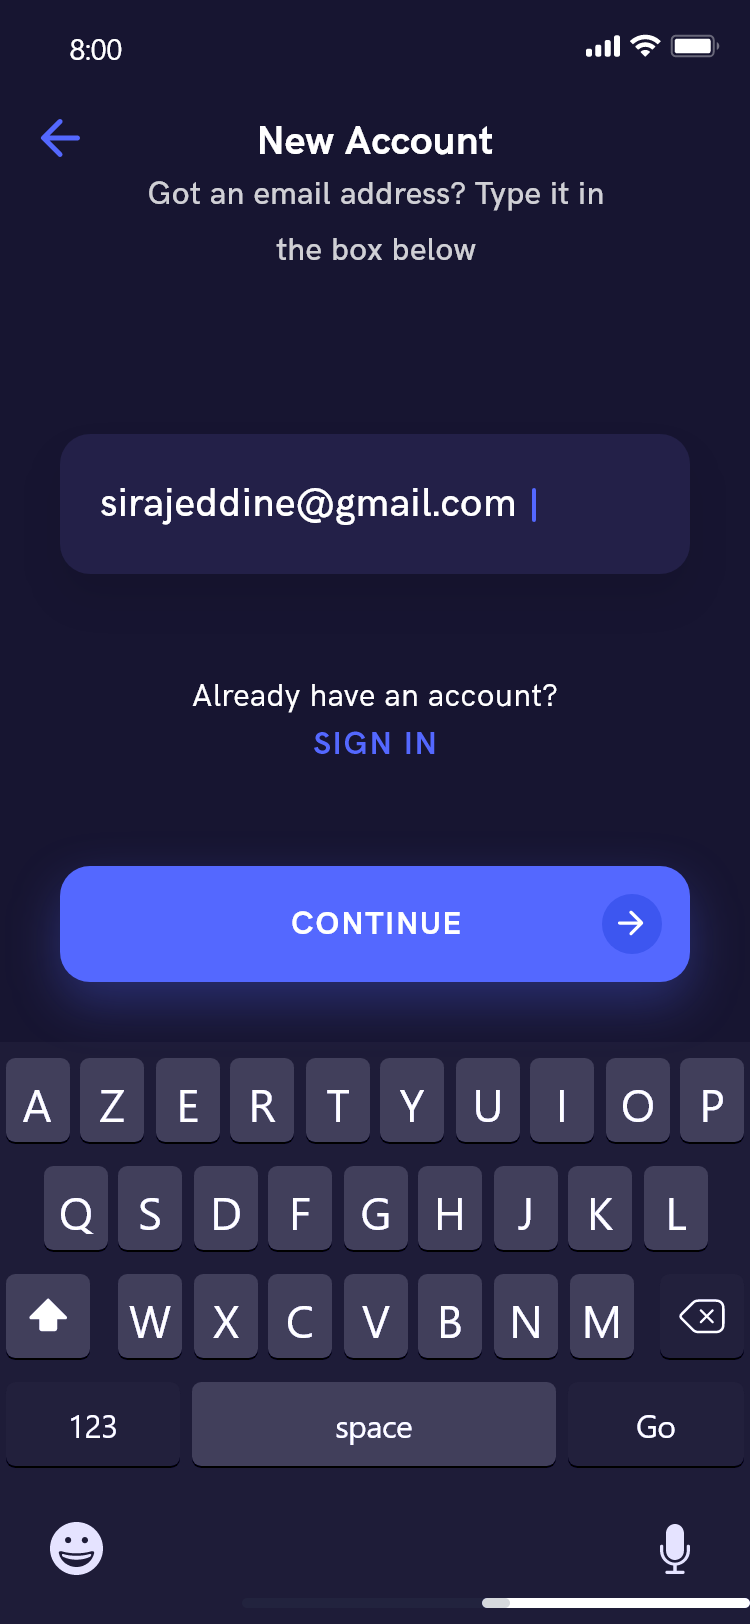 8:00
New Account
Got an email address? Type it in
the box below
sirajeddine@gmail.com
Already have an account?
SIGN IN
CONTINUE
A Z E R T Y U I O P
Q S D F G H J K L
W X C V B N M
123 space Go